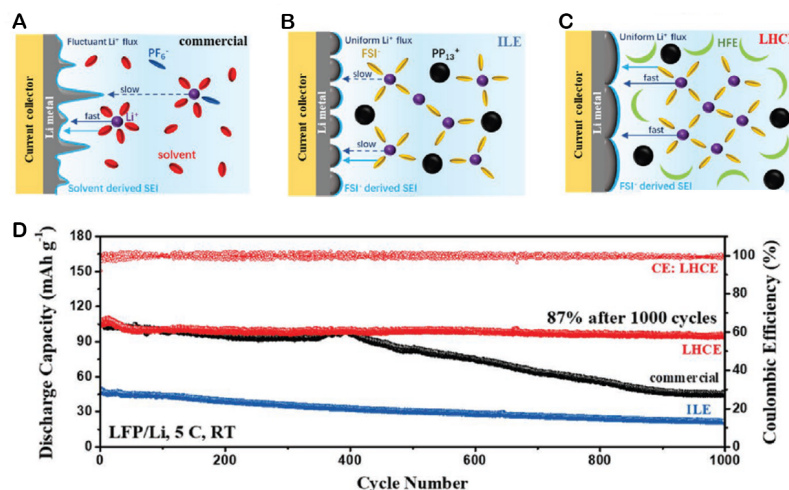 A
Fluctuant Li⁺ flux
commercial
PF₆⁻
slow
fast
Li⁺
solvent
Solvent derived SEI
Current collector
Li metal
B
Uniform Li⁺ flux
ILE
FSI⁻
PP₁₃⁺
slow
slow
FSI⁻ derived SEI
Current collector
Li metal
C
Uniform Li⁺ flux
LHC
HFE
fast
fast
FSI⁻ derived SEI
Current collector
Li metal
D
Discharge Capacity (mAh g⁻¹)
180
150
120
90
60
30
0
CE: LHCE
87% after 1000 cycles
LHCE
commercial
ILE
LFP/Li, 5 C, RT
100
80
60
40
20
0
Coulombic Efficiency (%)
0
200
400
600
800
1000
Cycle Number